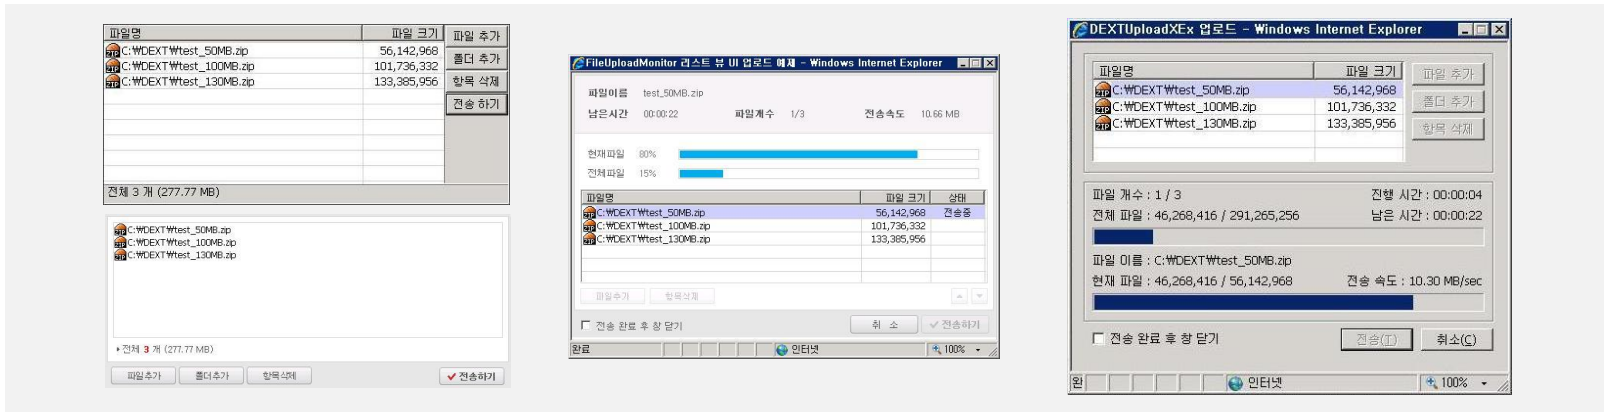 파일명 파일 크기
C:₩DEXT₩test_50MB.zip 56,142,968
C:₩DEXT₩test_100MB.zip 101,736,332
C:₩DEXT₩test_130MB.zip 133,385,956
파일 추가
폴더 추가
항목 삭제
전송 하기
전체 3 개 (277.77 MB)
C:₩DEXT₩test_50MB.zip
C:₩DEXT₩test_100MB.zip
C:₩DEXT₩test_130MB.zip
전체 3 개 (277.77 MB)
파일추가 폴더추가 항목삭제 전송하기
FileUploadMonitor 리스트 뷰 UI 업로드 예제 - Windows Internet Explorer
파일이름 test_50MB.zip
남은시간 00:00:22 파일개수 1/3 전송속도 10.66 MB
현재파일 80%
전체파일 15%
파일명 파일 크기 상태
C:₩DEXT₩test_50MB.zip 56,142,968 전송중
C:₩DEXT₩test_100MB.zip 101,736,332
C:₩DEXT₩test_130MB.zip 133,385,956
파일추가 항목삭제
전송 완료 후 창 닫기 취 소 전송하기
완료 인터넷 100%
DEXTUploadXEx 업로드 - Windows Internet Explorer
파일명 파일 크기
C:₩DEXT₩test_50MB.zip 56,142,968
C:₩DEXT₩test_100MB.zip 101,736,332
C:₩DEXT₩test_130MB.zip 133,385,956
파일 추가
폴더 추가
항목 삭제
파일 개수 : 1 / 3 진행 시간 : 00:00:04
전체 파일 : 46,268,416 / 291,265,256 남은 시간 : 00:00:22
파일 이름 : C:₩DEXT₩test_50MB.zip
현재 파일 : 46,268,416 / 56,142,968 전송 속도 : 10.30 MB/sec
전송 완료 후 창 닫기 전송(T) 취소(C)
완 인터넷 100%